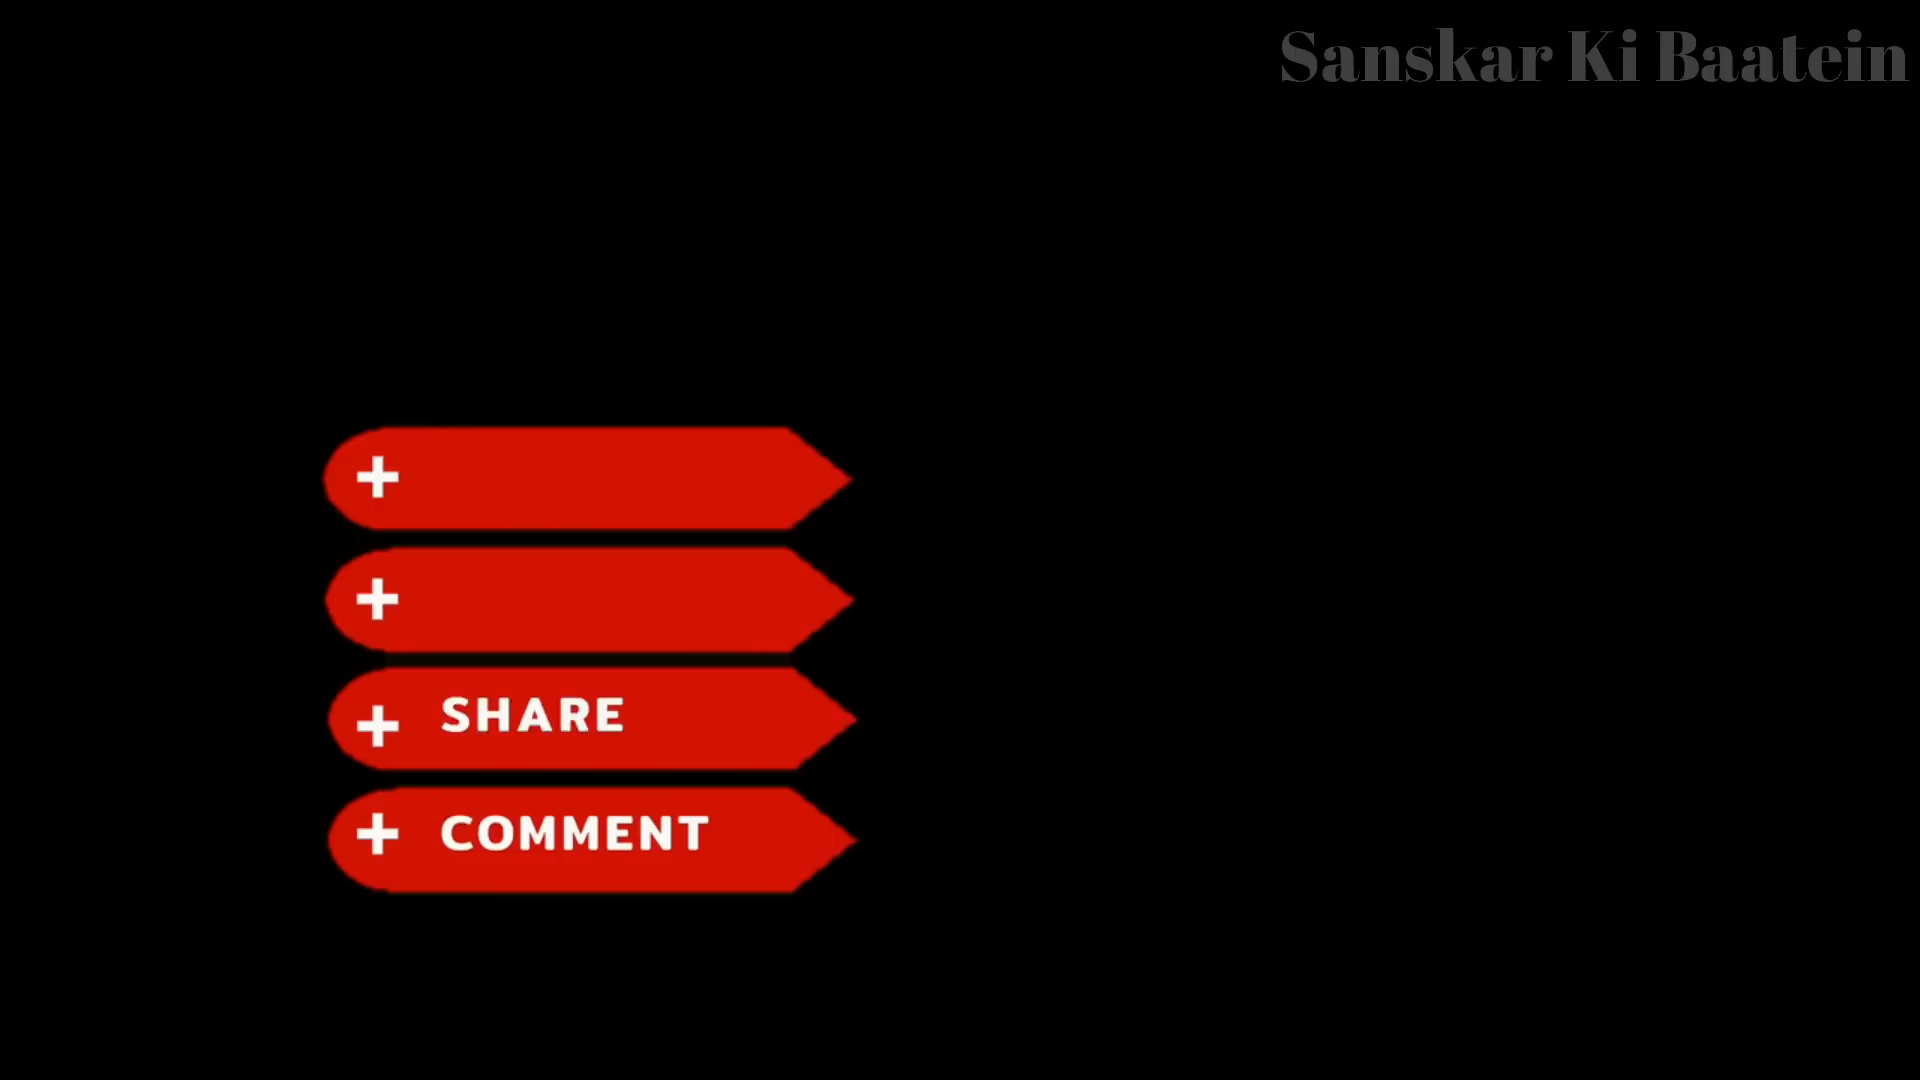 Sanskar Ki Baatein
+
+
+ SHARE
+ COMMENT